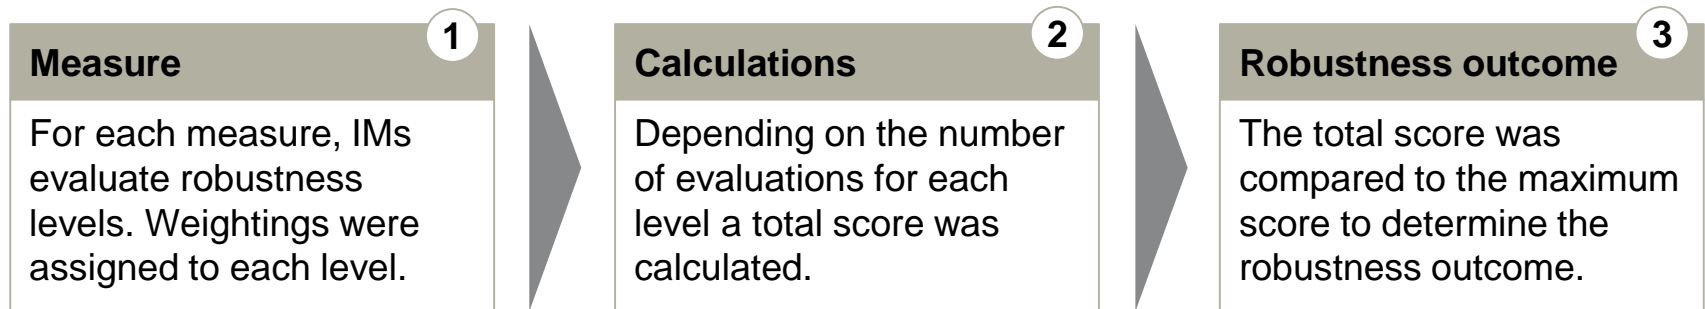 1
Measure
For each measure, IMs
evaluate robustness
levels. Weightings were
assigned to each level.
2
Calculations
Depending on the number
of evaluations for each
level a total score was
calculated.
3
Robustness outcome
The total score was
compared to the maximum
score to determine the
robustness outcome.